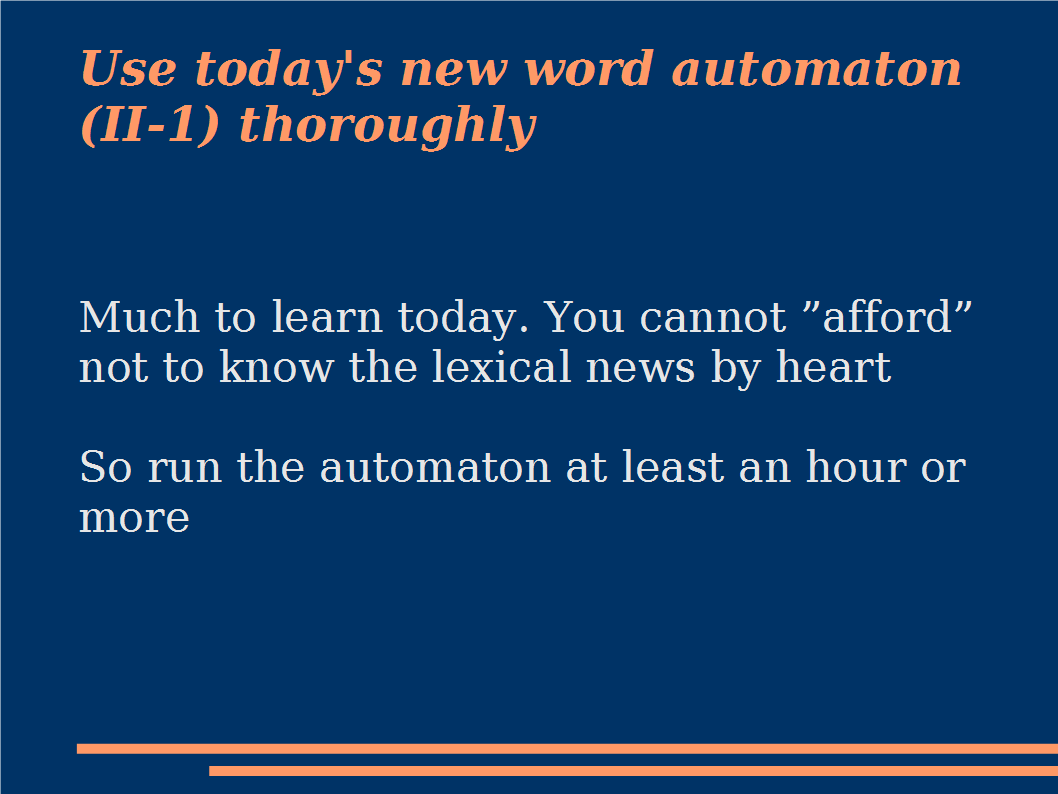 Use today's new word automaton
(II-1) thoroughly
Much to learn today. You cannot ”afford”
not to know the lexical news by heart
So run the automaton at least an hour or
more